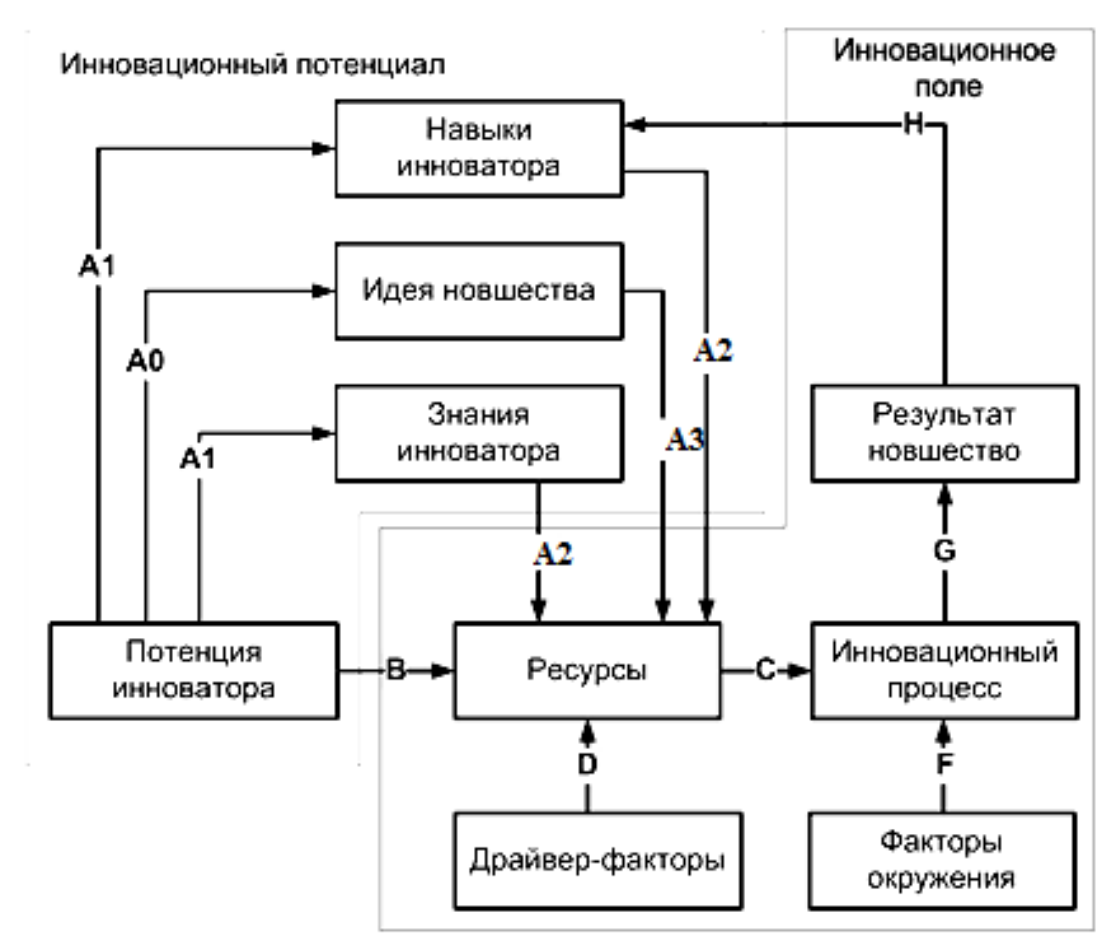 Инновационный потенциал
Инновационное
поле
Навыки
инноватора
H
A1
Идея новшества
A0
A2
Знания
инноватора
A1
A3
Результат
новшество
A2
G
Потенция
инноватора
B
Ресурсы
C
Инновационный
процесс
D
F
Драйвер-факторы
Факторы
окружения